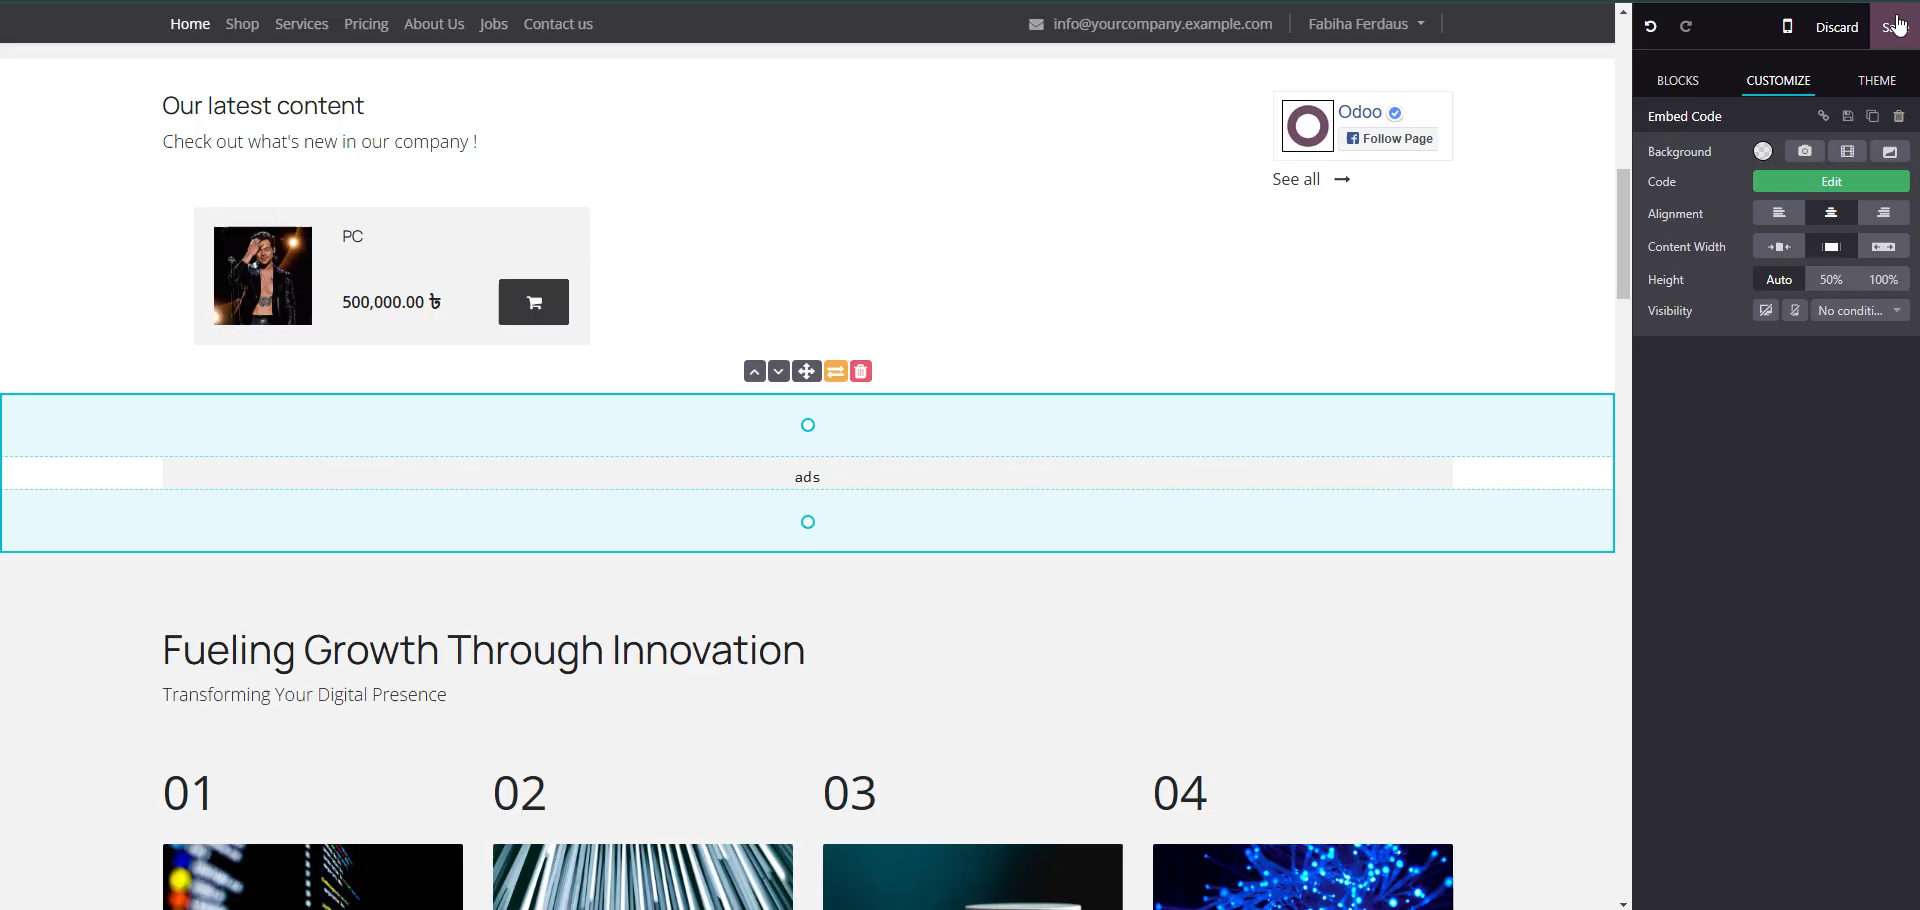 Home Shop Services Pricing About Us Jobs Contact us info@yourcompany.example.com Fabiha Ferdaus
Discard
BLOCKS CUSTOMIZE THEME
Our latest content
Check out what's new in our company !
Odoo
Follow Page
See all →
PC
500,000.00 ৳
ads
Fueling Growth Through Innovation
Transforming Your Digital Presence
01 02 03 04
Embed Code
Background
Code Edit
Alignment
Content Width
Height Auto 50% 100%
Visibility No conditi...